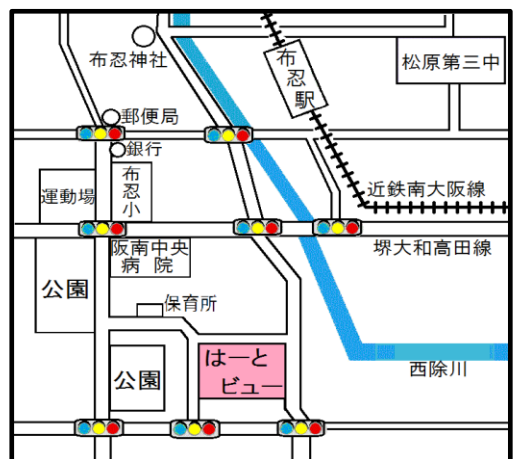 布忍神社
布忍駅
松原第三中
郵便局
銀行
運動場
布忍小
近鉄南大阪線
阪南中央
病院
堺大和高田線
公園
保育所
はーと
ビュー
公園
西除川